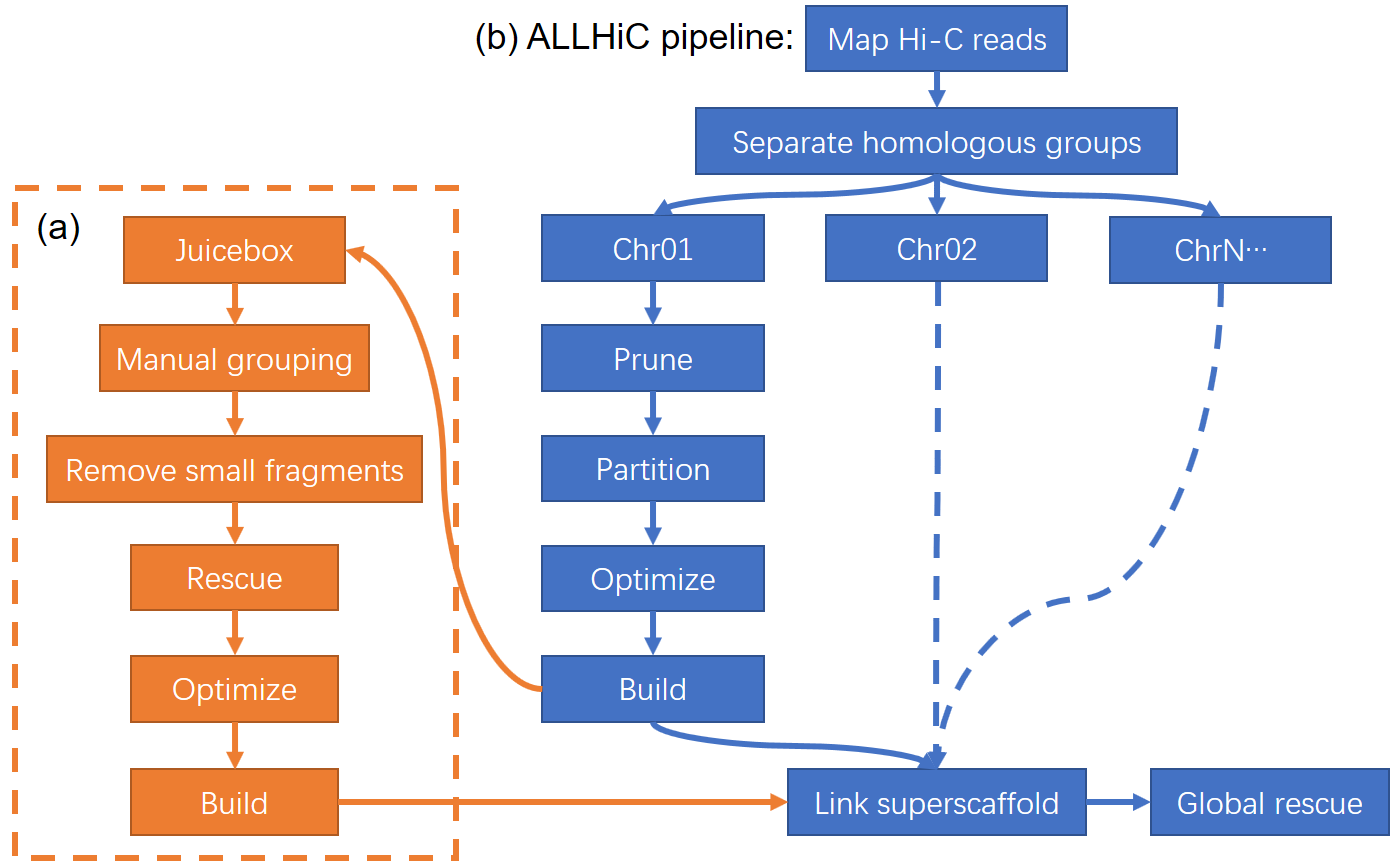 (b) ALLHiC pipeline:
Map Hi-C reads
Separate homologous groups
(a)
Juicebox
Manual grouping
Remove small fragments
Rescue
Optimize
Build
Chr01
Chr02
ChrN···
Prune
Partition
Optimize
Build
Link superscaffold
Global rescue